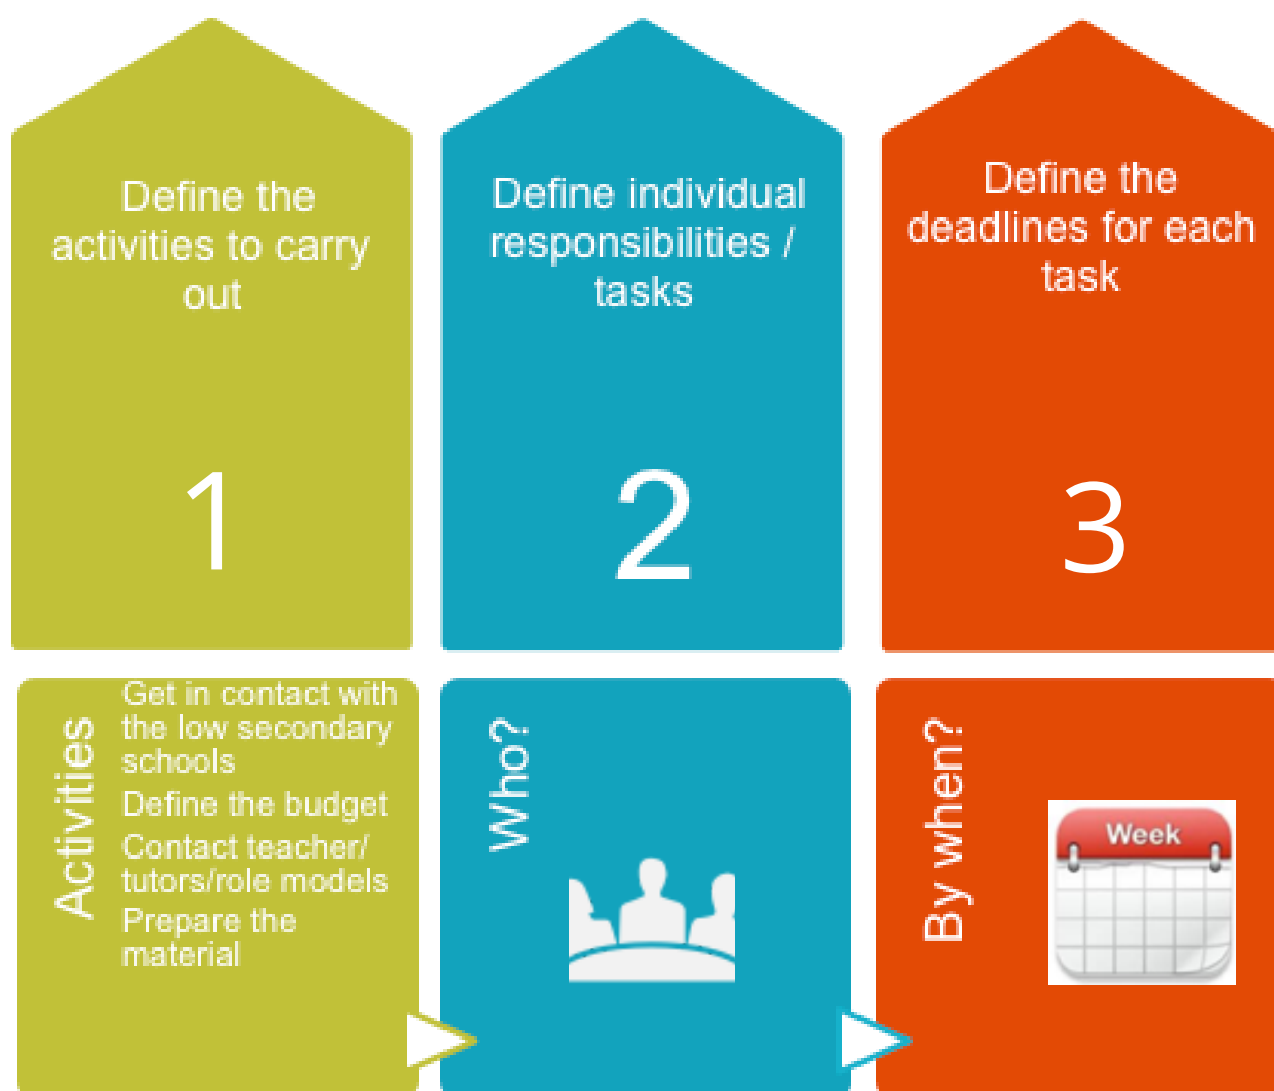 Define the
activities to carry
out
1
Define individual
responsibilities /
tasks
2
Define the
deadlines for each
task
3
Activities
Get in contact with
the low secondary
schools
Define the budget
Contact teacher/
tutors/role models
Prepare the
material
Who?
By when?
Week